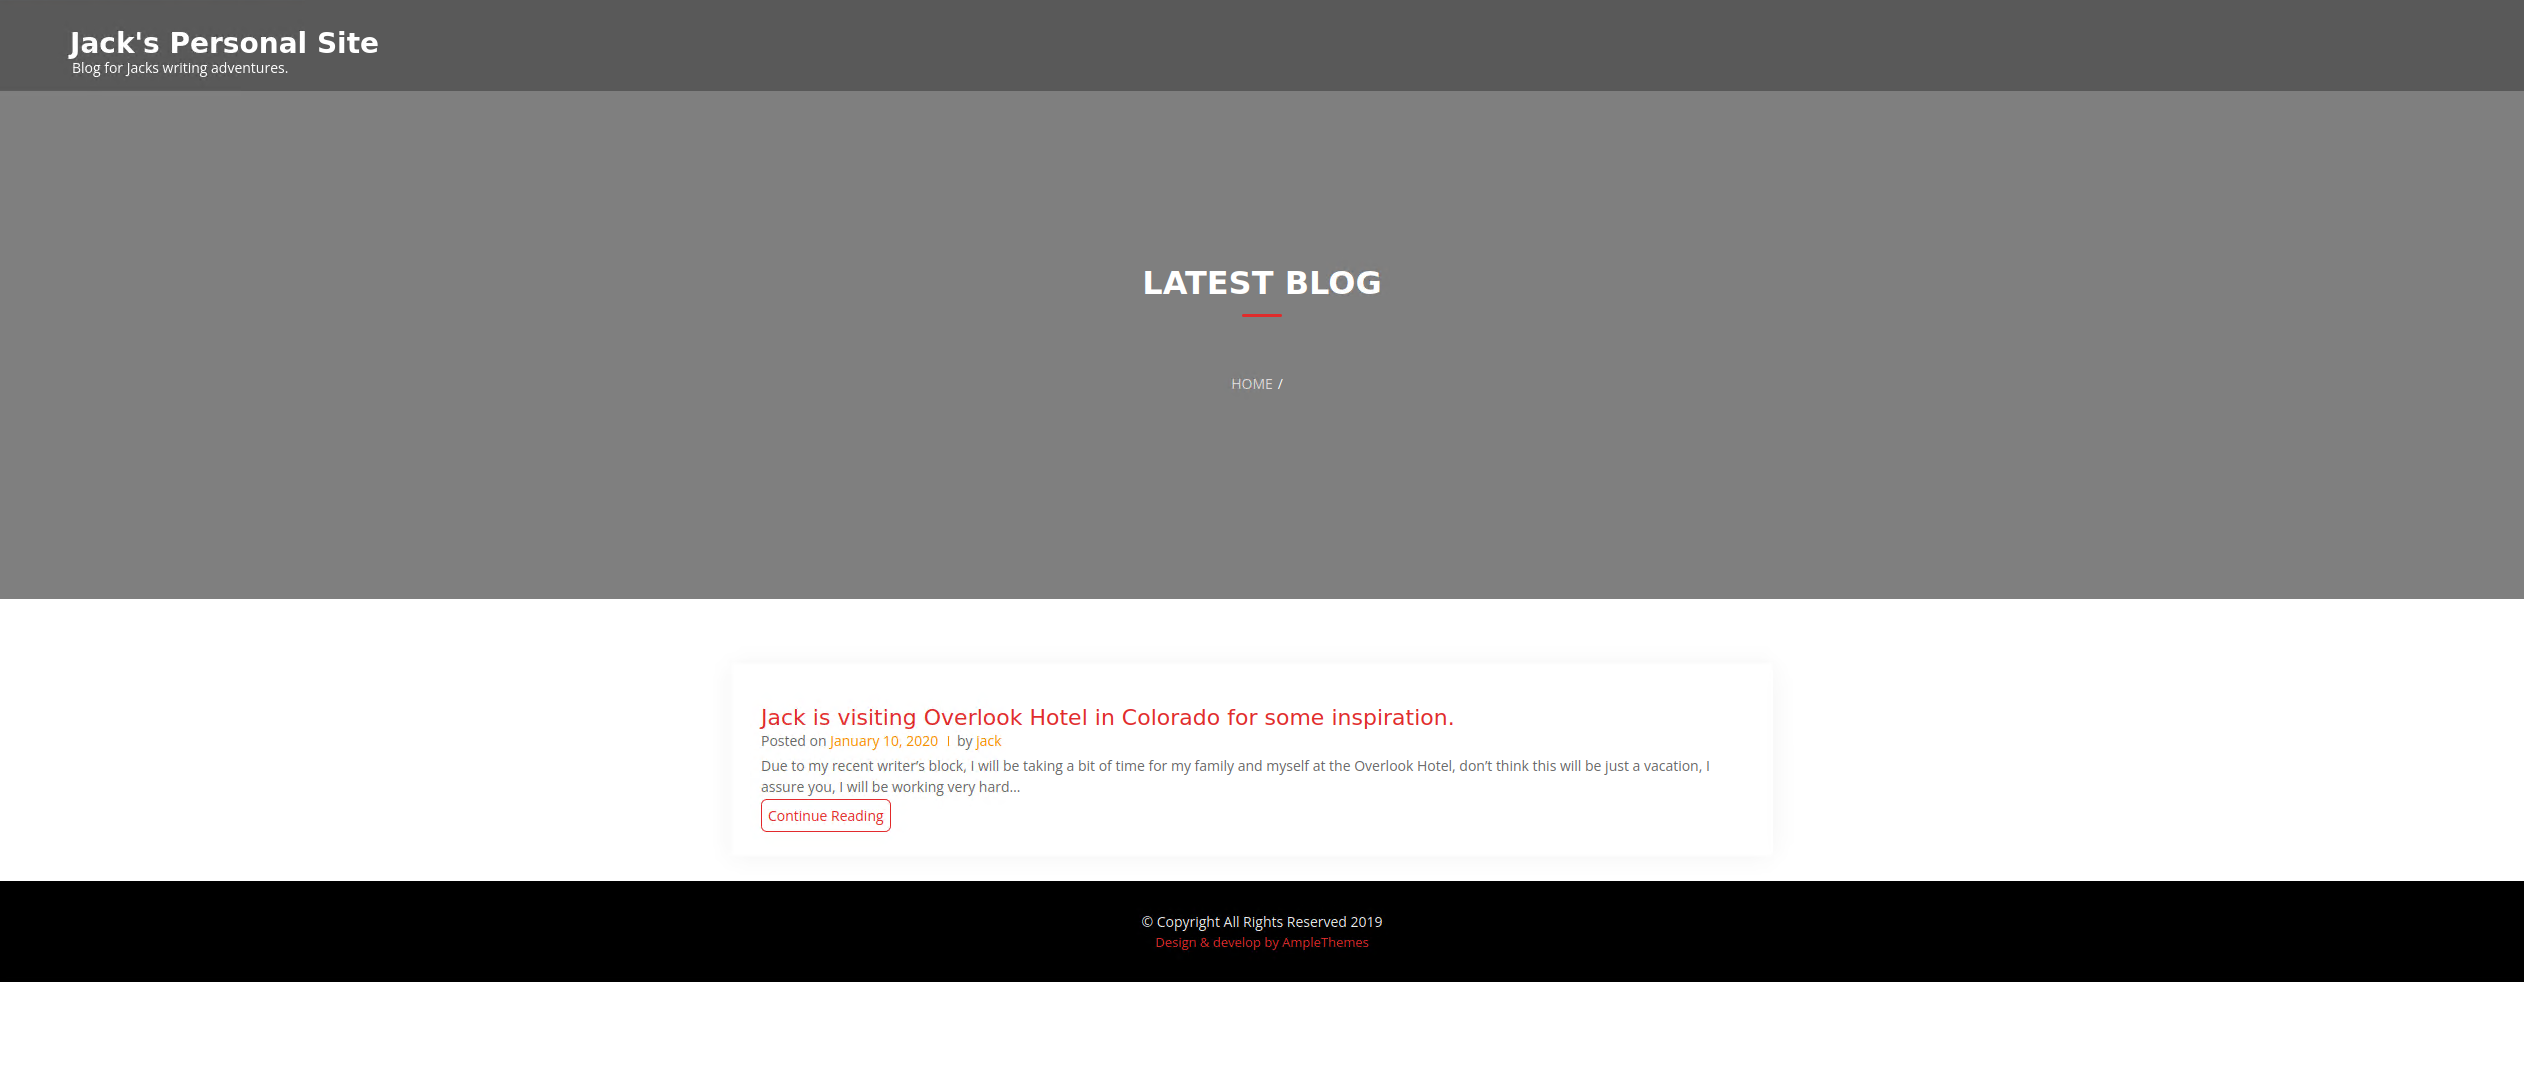 Jack's Personal Site
Blog for Jacks writing adventures.
LATEST BLOG
HOME /
Jack is visiting Overlook Hotel in Colorado for some inspiration.
Posted on January 10, 2020 | by jack
Due to my recent writer’s block, I will be taking a bit of time for my family and myself at the Overlook Hotel, don’t think this will be just a vacation, I
assure you, I will be working very hard…
Continue Reading
© Copyright All Rights Reserved 2019
Design & develop by AmpleThemes